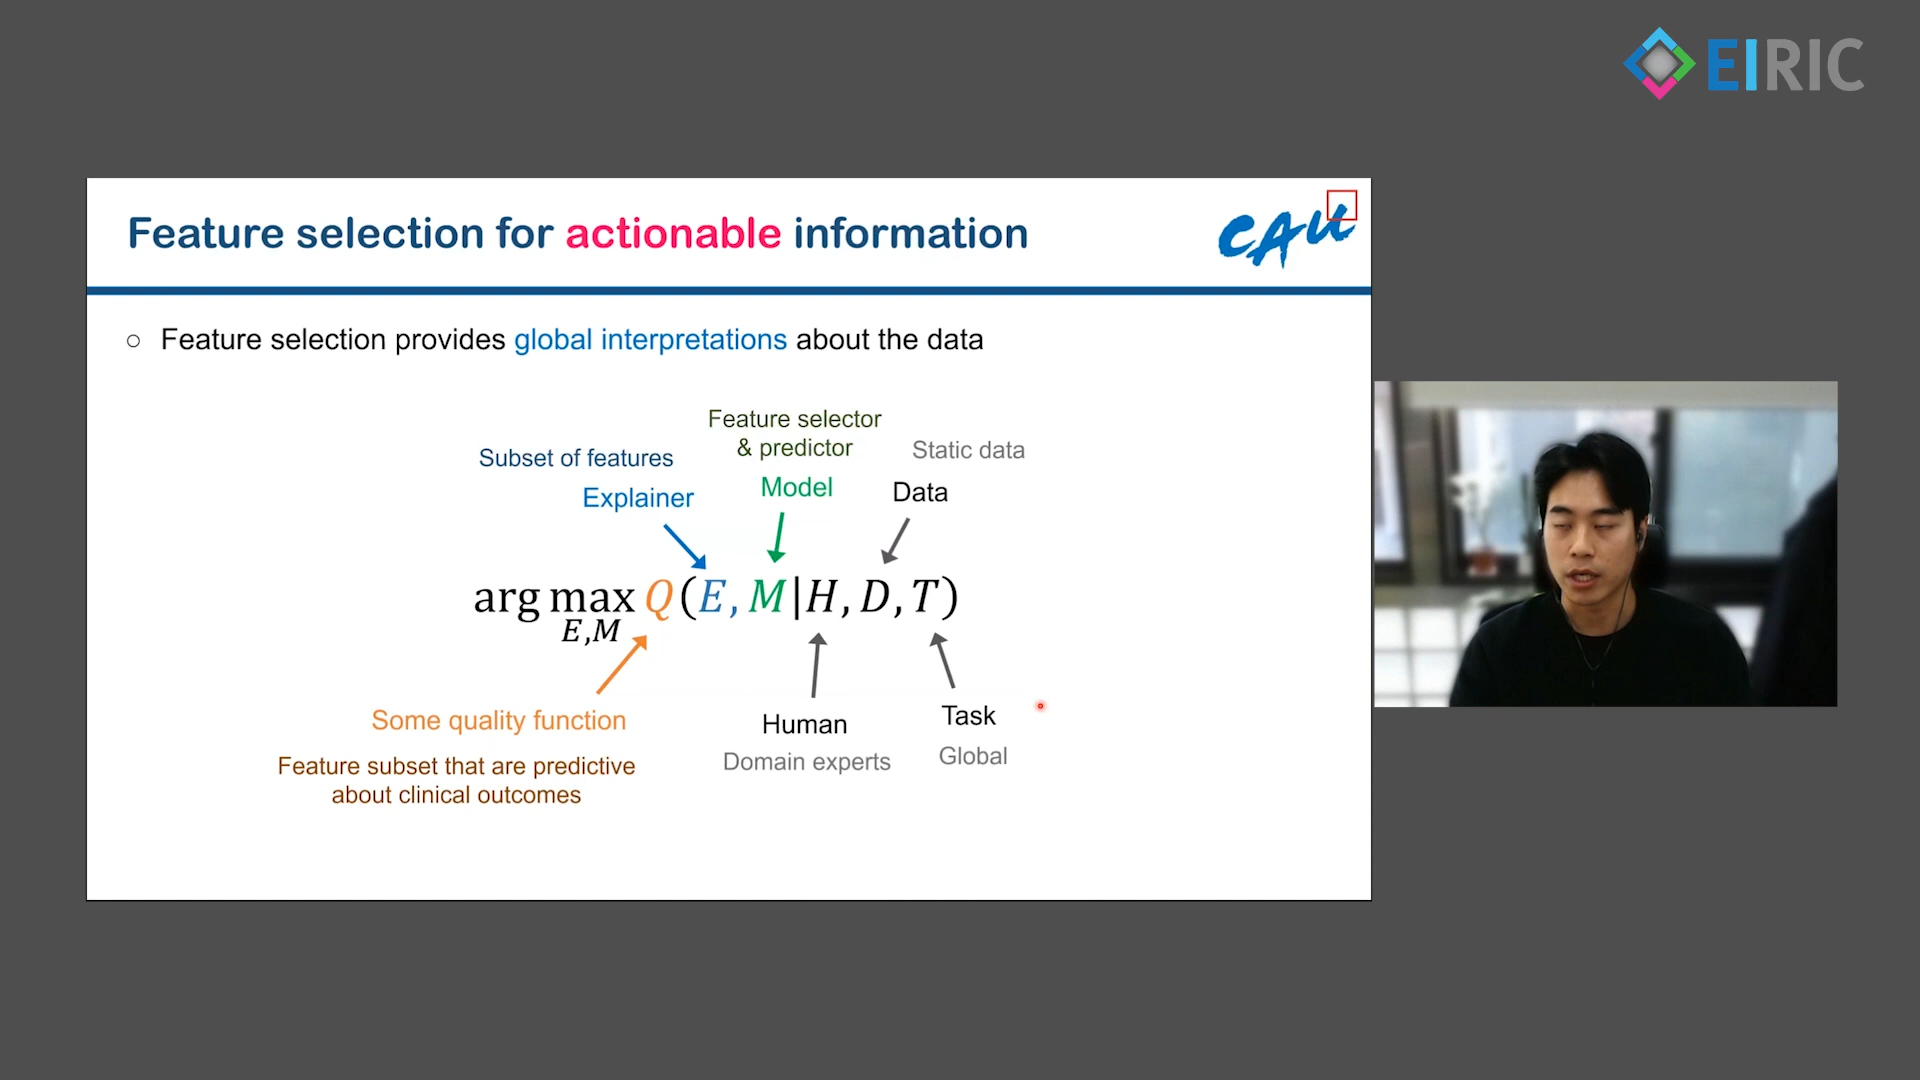 EIRIC
Feature selection for actionable information
CAU
○ Feature selection provides global interpretations about the data
Feature selector
& predictor
Subset of features
Static data
Explainer
Model
Data
arg max Q(E, M|H, D, T)
E,M
Some quality function
Human
Task
Feature subset that are predictive
about clinical outcomes
Domain experts
Global